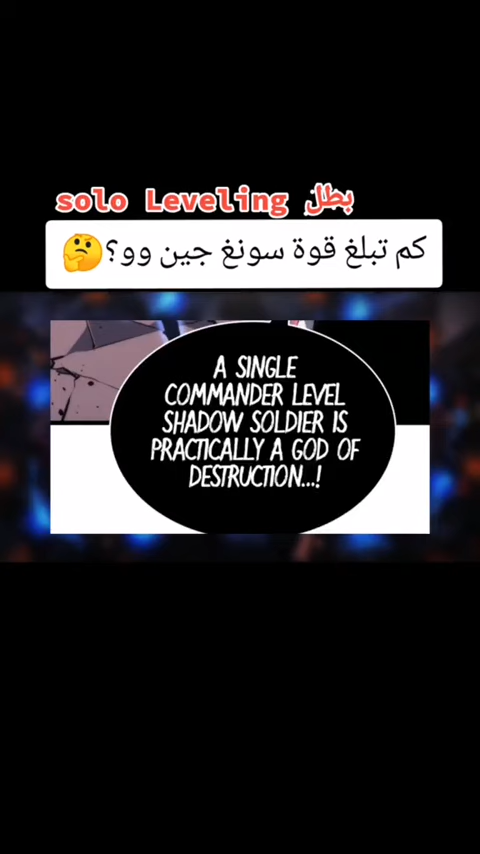 بطل solo Leveling
كم تبلغ قوة سونغ جين وو؟🤔
A SINGLE
COMMANDER LEVEL
SHADOW SOLDIER IS
PRACTICALLY A GOD OF
DESTRUCTION...!